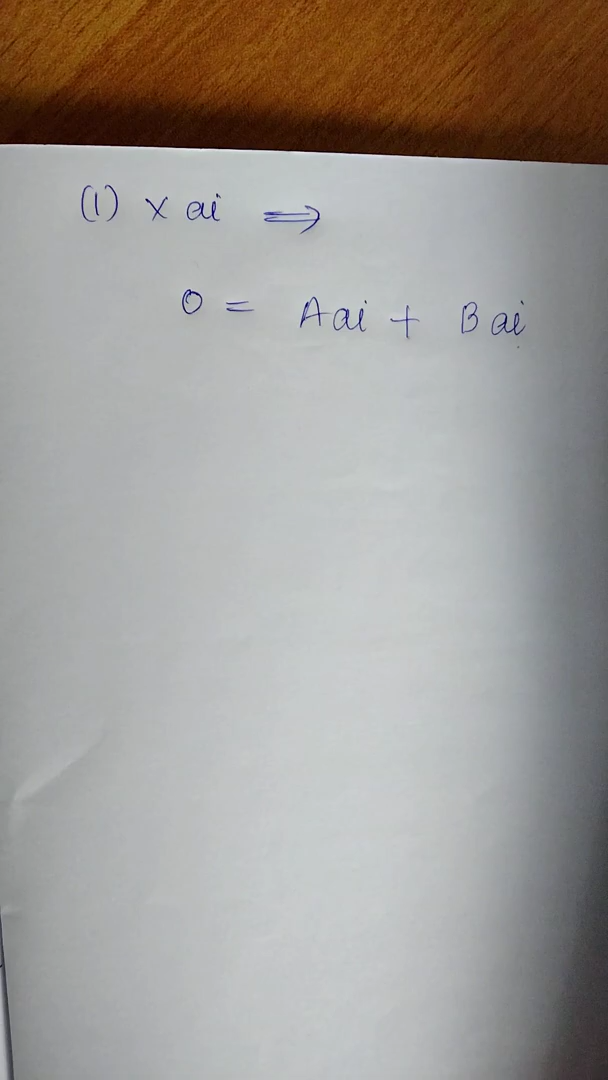 (1) × ai ⟹
0 = Aai + Bai